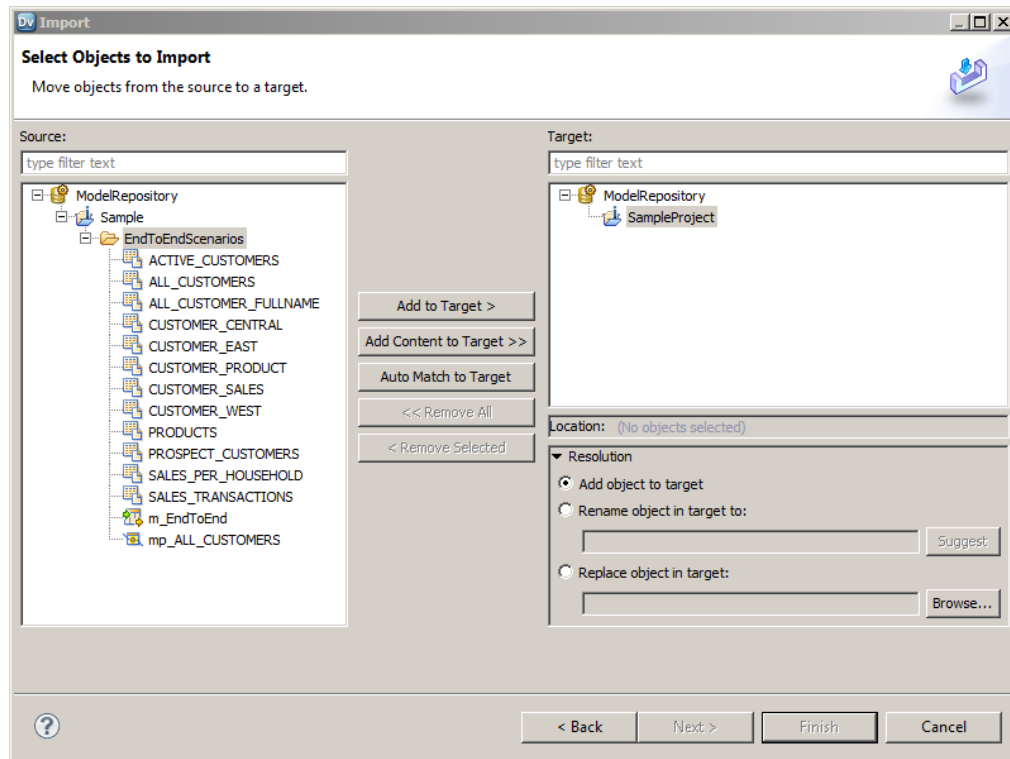 Dv Import
Select Objects to Import
Move objects from the source to a target.
Source:
type filter text
ModelRepository
Sample
EndToEndScenarios
ACTIVE_CUSTOMERS
ALL_CUSTOMERS
ALL_CUSTOMER_FULLNAME
CUSTOMER_CENTRAL
CUSTOMER_EAST
CUSTOMER_PRODUCT
CUSTOMER_SALES
CUSTOMER_WEST
PRODUCTS
PROSPECT_CUSTOMERS
SALES_PER_HOUSEHOLD
SALES_TRANSACTIONS
m_EndToEnd
mp_ALL_CUSTOMERS
Add to Target >
Add Content to Target >>
Auto Match to Target
<< Remove All
< Remove Selected
Target:
type filter text
ModelRepository
SampleProject
Location: (No objects selected)
Resolution
Add object to target
Rename object in target to:
Suggest
Replace object in target:
Browse...
?
< Back
Next >
Finish
Cancel